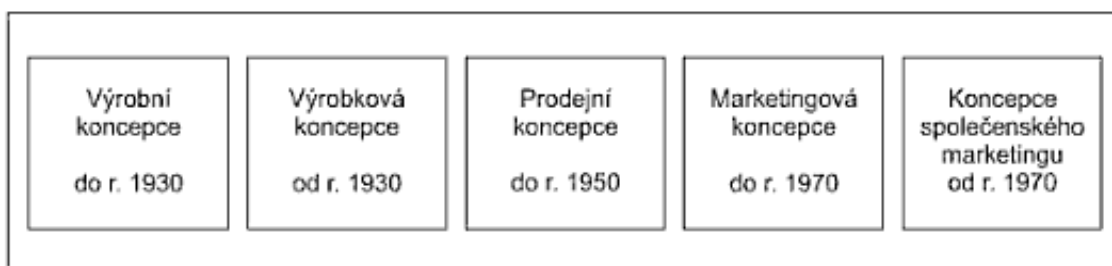 Výrobní
koncepce
do r. 1930
Výrobková
koncepce
od r. 1930
Prodejní
koncepce
do r. 1950
Marketingová
koncepce
do r. 1970
Koncepce
společenského
marketingu
od r. 1970